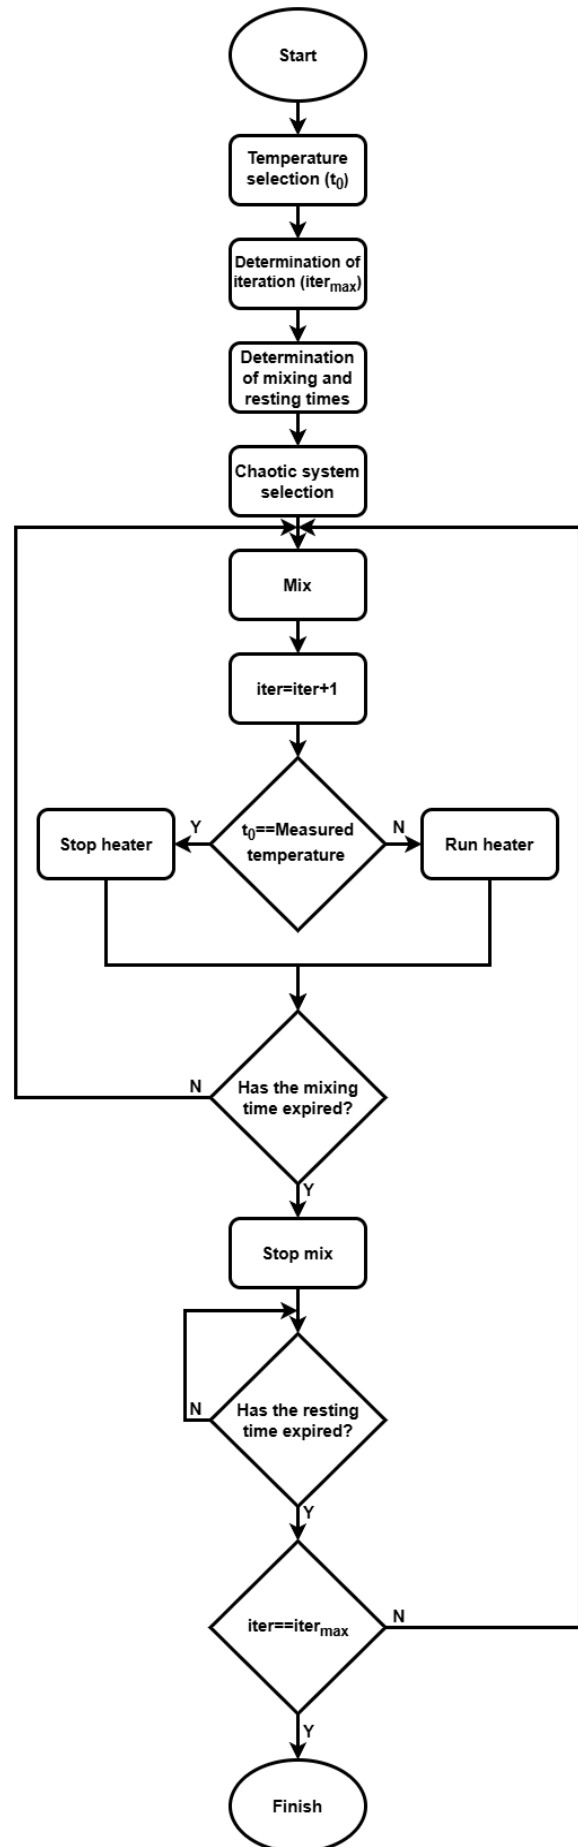 Start
Temperature
selection (t₀)
Determination of
iteration (iterₘₐₓ)
Determination
of mixing and
resting times
Chaotic system
selection
Mix
iter=iter+1
Y
N
Stop heater
t₀==Measured
temperature
Run heater
N
Has the mixing
time expired?
Y
Stop mix
N
Has the resting
time expired?
Y
iter==iterₘₐₓ
N
Y
Finish